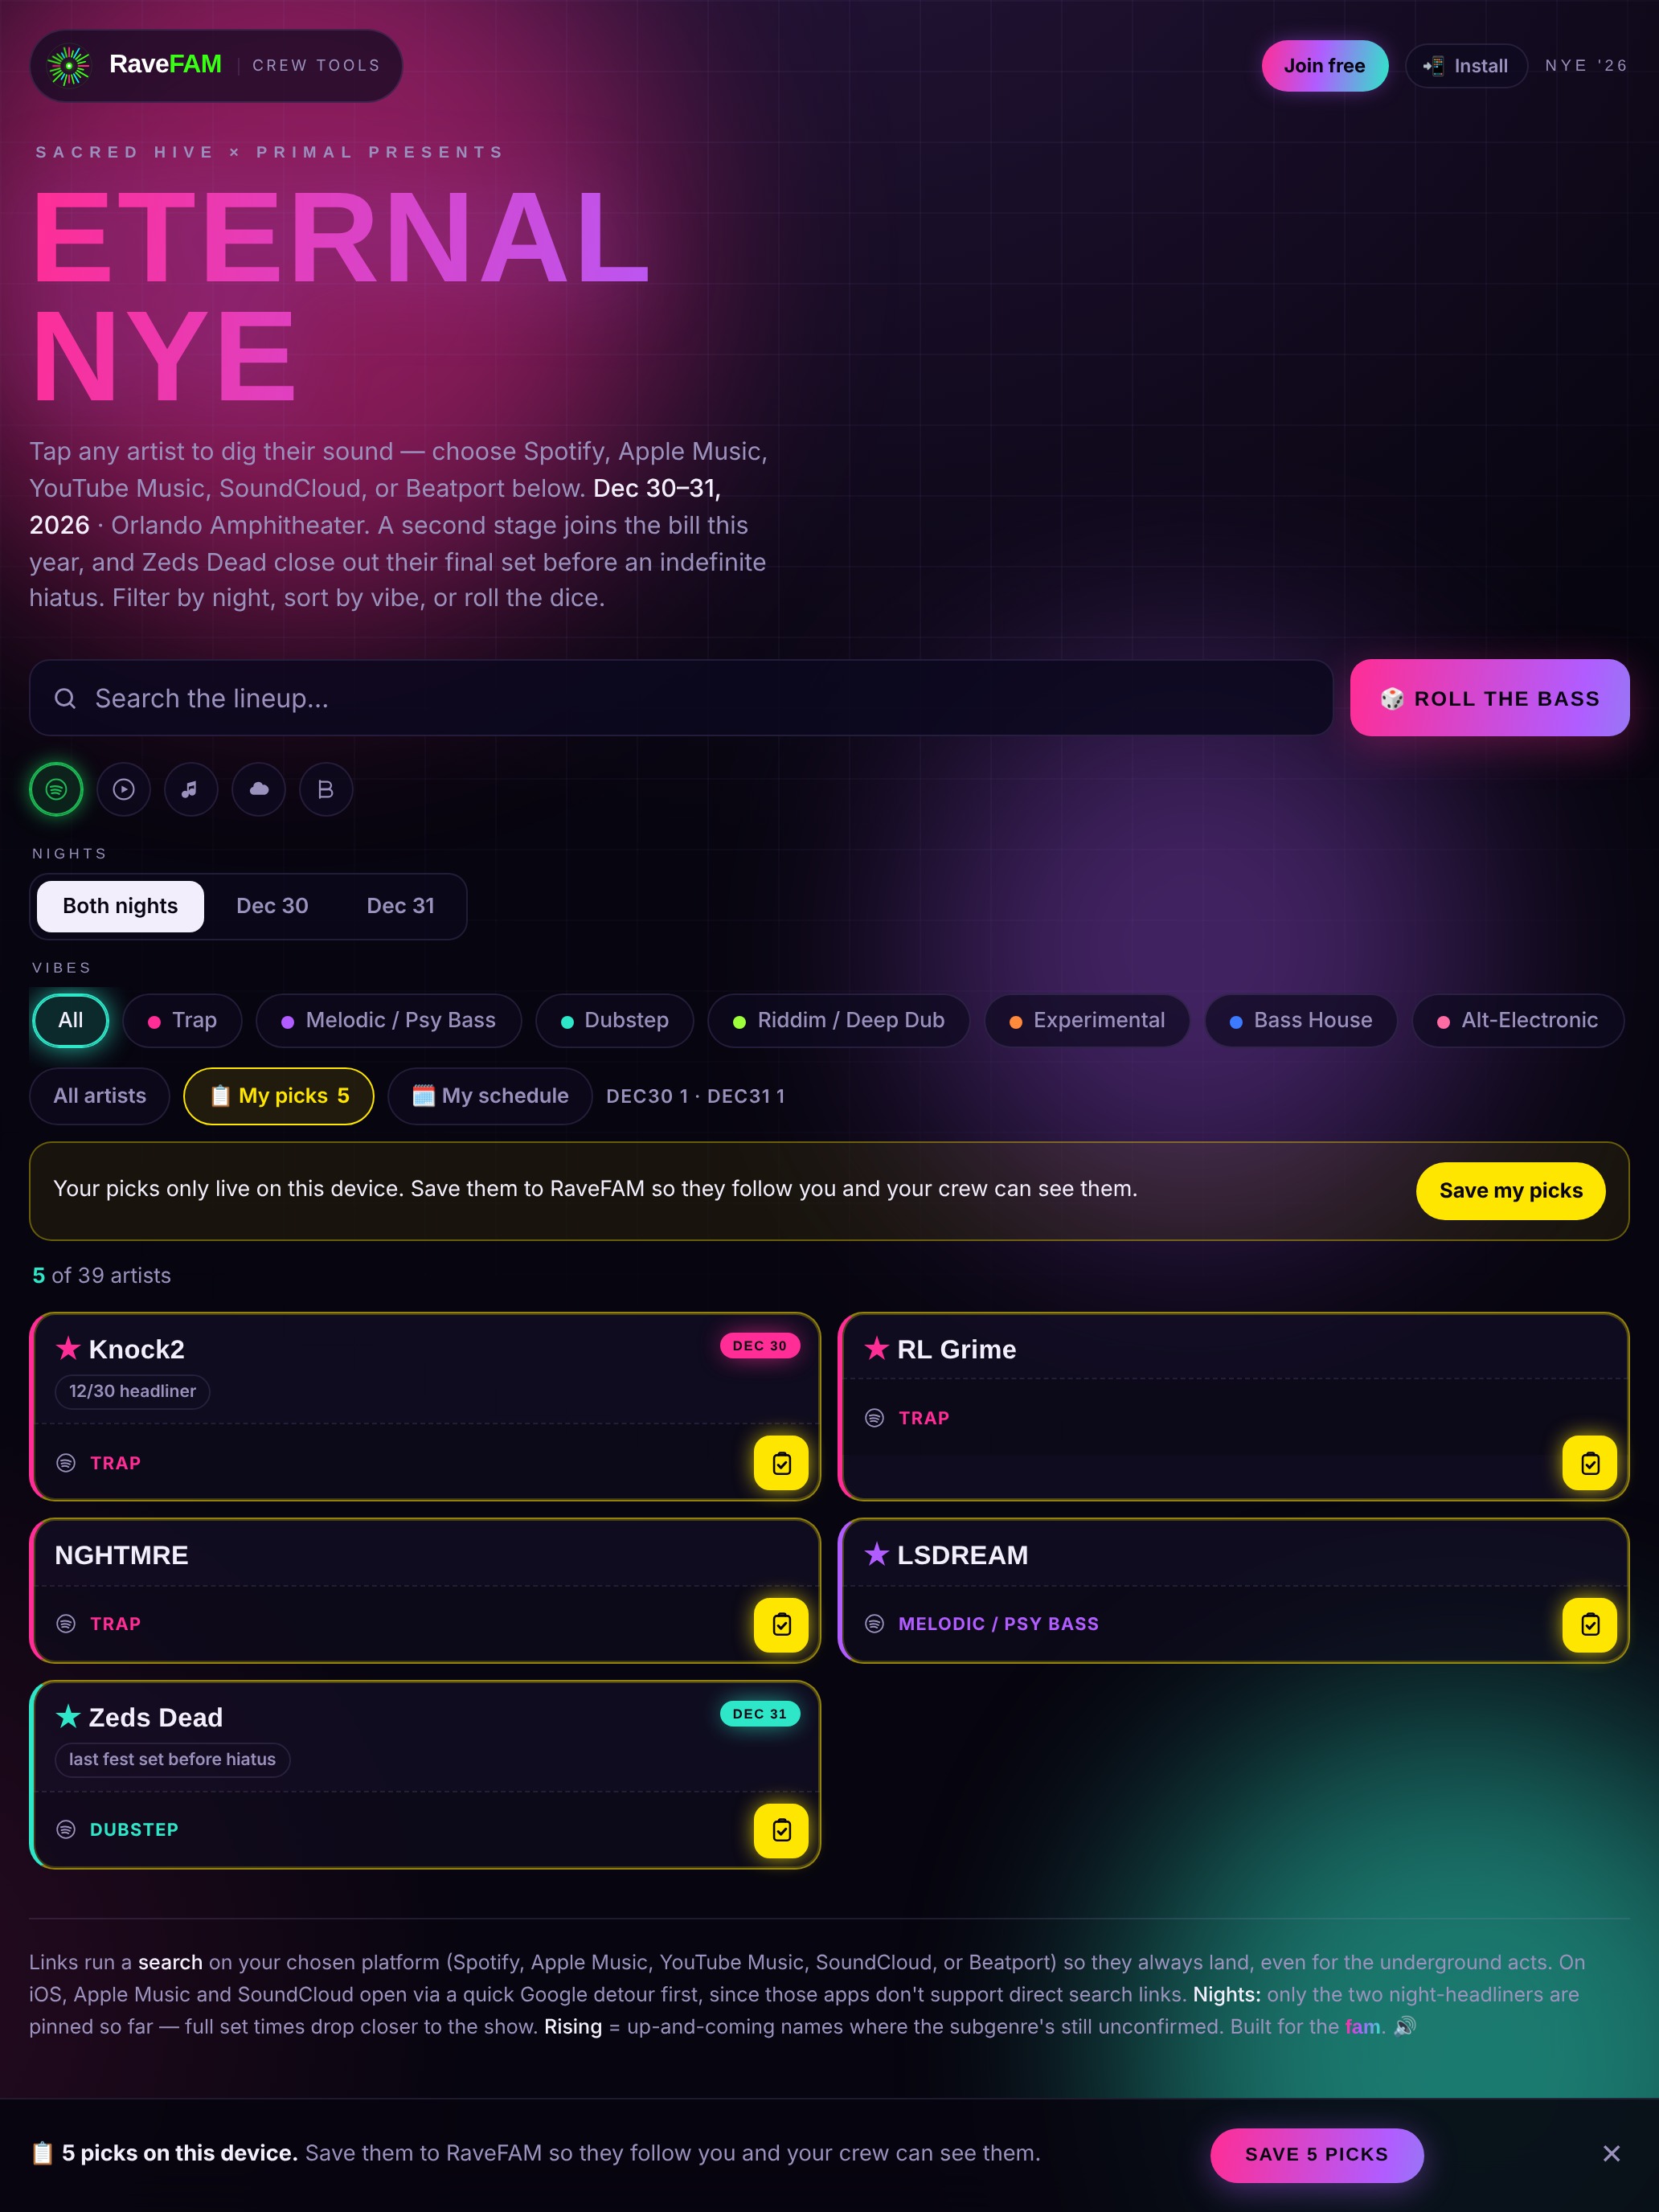 RaveFAM | CREW TOOLS
Join free
📲 Install
NYE '26
SACRED HIVE × PRIMAL PRESENTS
ETERNAL
NYE
Tap any artist to dig their sound — choose Spotify, Apple Music,
YouTube Music, SoundCloud, or Beatport below. Dec 30–31,
2026 · Orlando Amphitheater. A second stage joins the bill this
year, and Zeds Dead close out their final set before an indefinite
hiatus. Filter by night, sort by vibe, or roll the dice.
Search the lineup...
🎲 ROLL THE BASS
NIGHTS
Both nights Dec 30 Dec 31
VIBES
All Trap Melodic / Psy Bass Dubstep Riddim / Deep Dub Experimental Bass House Alt-Electronic
All artists 📋 My picks 5 🗓️ My schedule DEC30 1 · DEC31 1
Your picks only live on this device. Save them to RaveFAM so they follow you and your crew can see them.
Save my picks
5 of 39 artists
★ Knock2
DEC 30
12/30 headliner
TRAP
★ RL Grime
TRAP
NGHTMRE
TRAP
★ LSDREAM
MELODIC / PSY BASS
★ Zeds Dead
DEC 31
last fest set before hiatus
DUBSTEP
Links run a search on your chosen platform (Spotify, Apple Music, YouTube Music, SoundCloud, or Beatport) so they always land, even for the underground acts. On
iOS, Apple Music and SoundCloud open via a quick Google detour first, since those apps don't support direct search links. Nights: only the two night-headliners are
pinned so far — full set times drop closer to the show. Rising = up-and-coming names where the subgenre's still unconfirmed. Built for the fam. 🔊
📋 5 picks on this device. Save them to RaveFAM so they follow you and your crew can see them.
SAVE 5 PICKS
✕